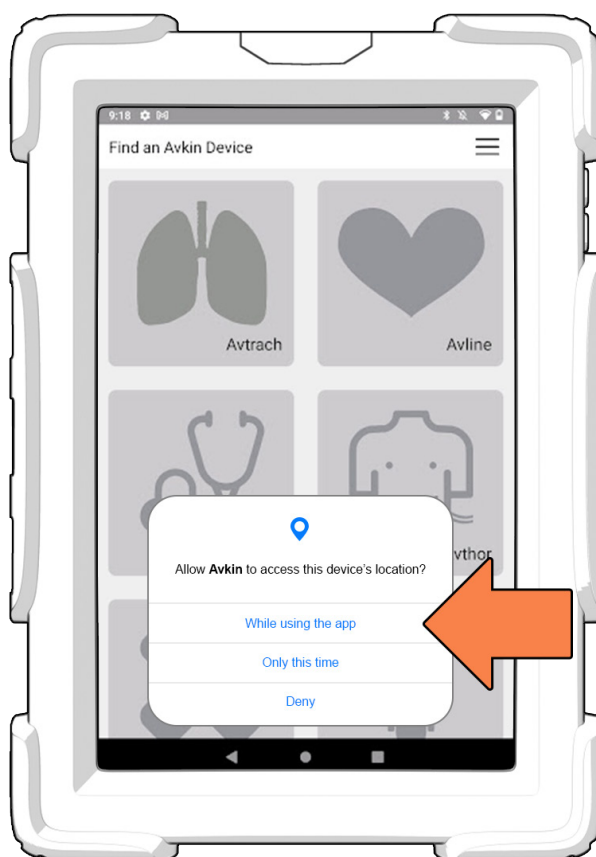 9:18
Find an Avkin Device
Avtrach
Avline
vthor
Allow Avkin to access this device's location?
While using the app
Only this time
Deny